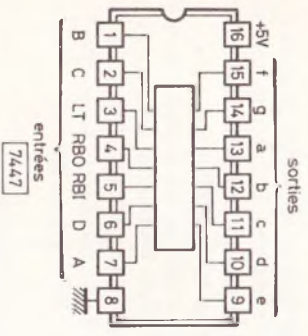 +5V f g a b c d e
sorties
16 15 14 13 12 11 10 9
1 2 3 4 5 6 7 8
B C LT RBO RBI D A
entrées
7447